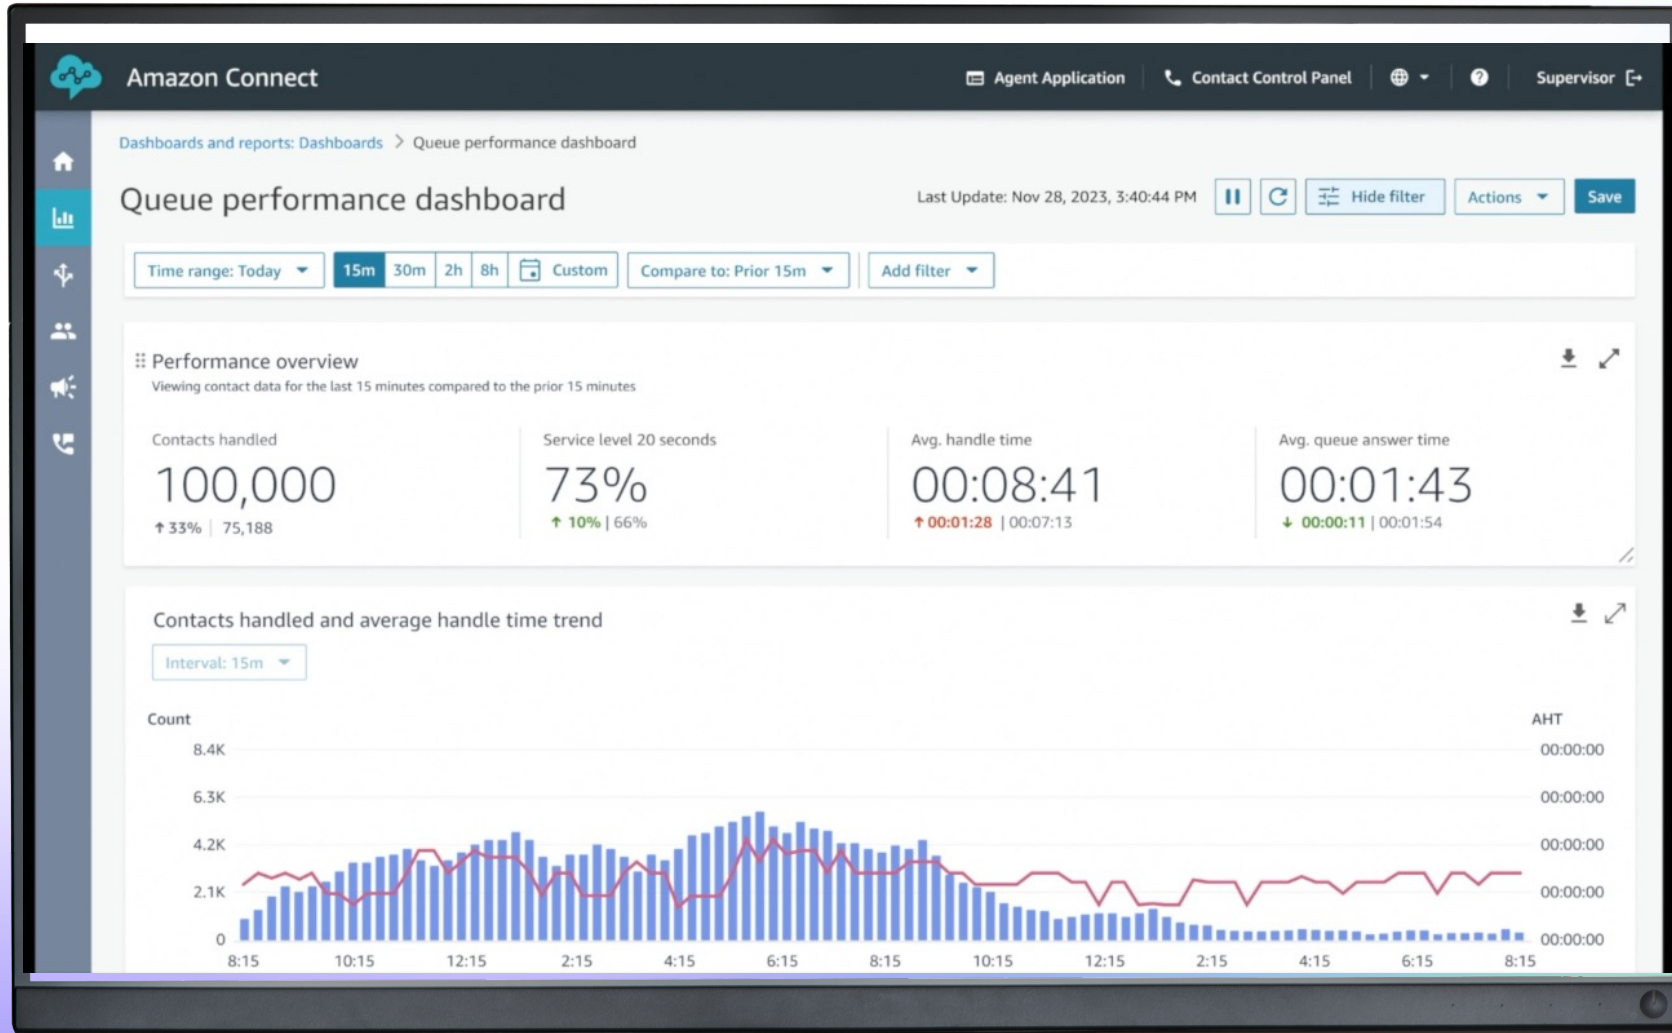 Amazon Connect
Agent Application
Contact Control Panel
Supervisor
Dashboards and reports: Dashboards > Queue performance dashboard
Queue performance dashboard
Last Update: Nov 28, 2023, 3:40:44 PM
Hide filter
Actions
Save
Time range: Today
15m 30m 2h 8h Custom
Compare to: Prior 15m
Add filter
Performance overview
Viewing contact data for the last 15 minutes compared to the prior 15 minutes
Contacts handled
100,000
↑ 33% | 75,188
Service level 20 seconds
73%
↑ 10% | 66%
Avg. handle time
00:08:41
↑ 00:01:28 | 00:07:13
Avg. queue answer time
00:01:43
↓ 00:00:11 | 00:01:54
Contacts handled and average handle time trend
Interval: 15m
Count AHT
8.4K 00:00:00
6.3K 00:00:00
4.2K 00:00:00
2.1K 00:00:00
0 00:00:00
8:15 10:15 12:15 2:15 4:15 6:15 8:15 10:15 12:15 2:15 4:15 6:15 8:15